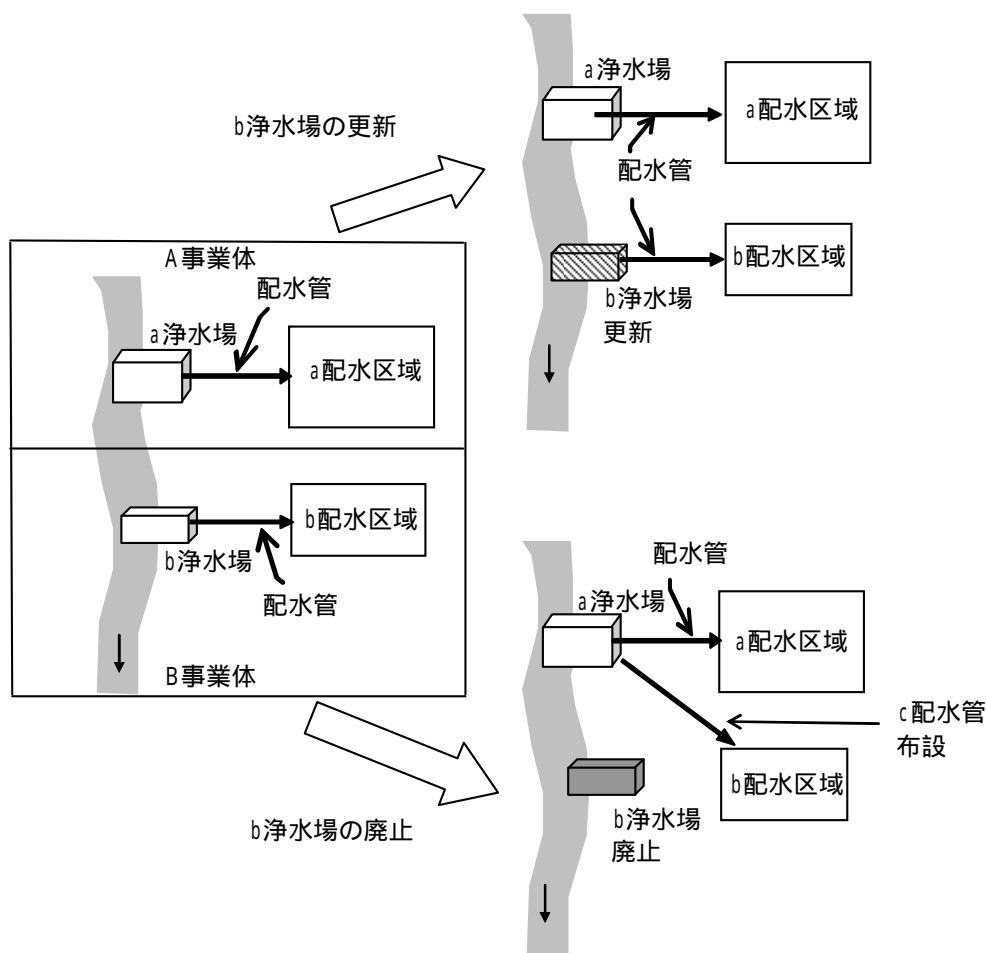 b浄水場の更新
A事業体
配水管
a浄水場
a配水区域
b配水区域
b浄水場
配水管
B事業体
b浄水場の廃止
a浄水場
a配水区域
配水管
b配水区域
b浄水場
更新
配水管
a浄水場
a配水区域
c配水管
布設
b配水区域
b浄水場
廃止